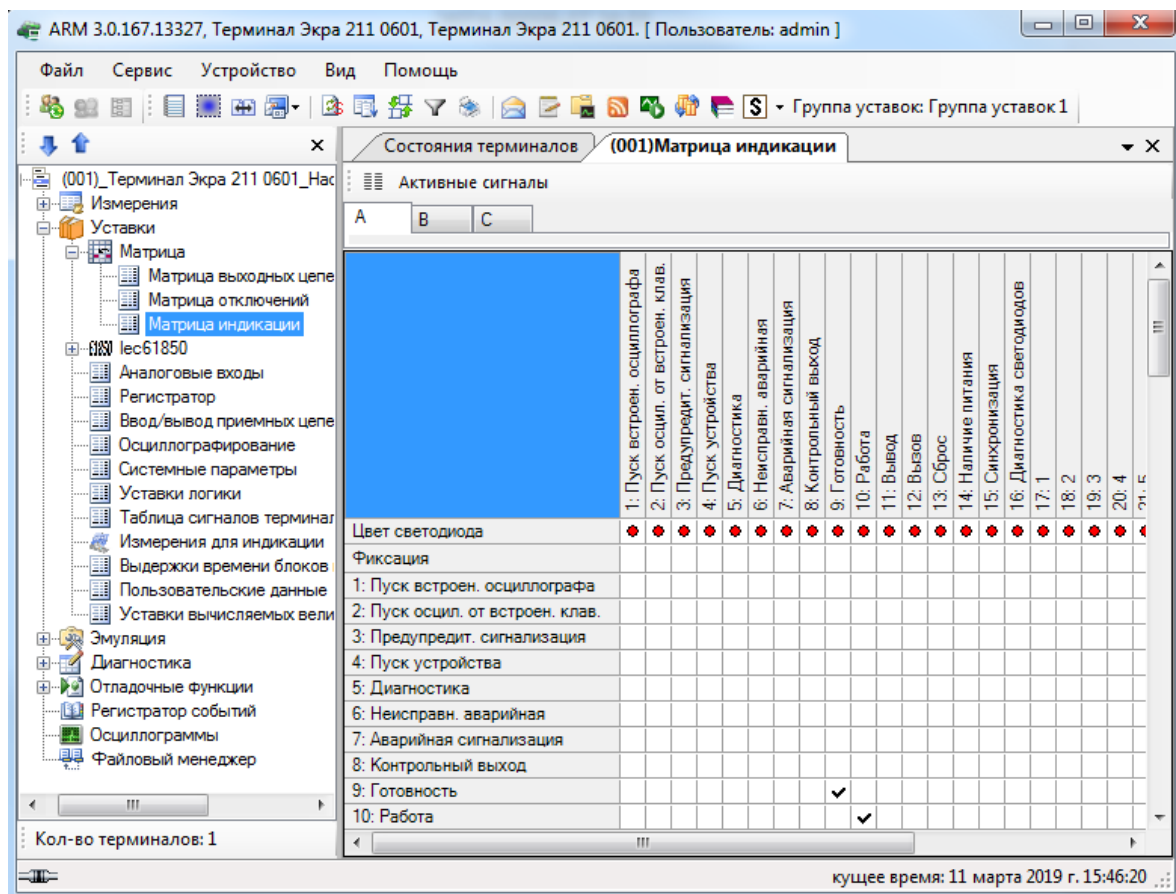 ARM 3.0.167.13327, Терминал Экра 211 0601, Терминал Экра 211 0601. [ Пользователь: admin ]
Файл Сервис Устройство Вид Помощь
Группа уставок: Группа уставок 1
Состояния терминалов (001)Матрица индикации
(001)_Терминал Экра 211 0601_Нас
Измерения
Уставки
Матрица
Матрица выходных цепе
Матрица отключений
Матрица индикации
Iec61850
Аналоговые входы
Регистратор
Ввод/вывод приемных цепе
Осциллографирование
Системные параметры
Уставки логики
Таблица сигналов терминал
Измерения для индикации
Выдержки времени блоков
Пользовательские данные
Уставки вычисляемых вели
Эмуляция
Диагностика
Отладочные функции
Регистратор событий
Осциллограммы
Файловый менеджер
Кол-во терминалов: 1
Активные сигналы
A B C
1: Пуск встроен. осциллографа
2: Пуск осцил. от встроен. клав.
3: Предупредит. сигнализация
4: Пуск устройства
5: Диагностика
6: Неисправн. аварийная
7: Аварийная сигнализация
8: Контрольный выход
9: Готовность
10: Работа
11: Вывод
12: Вызов
13: Сброс
14: Наличие питания
15: Синхронизация
16: Диагностика светодиодов
17: 1
18: 2
19: 3
20: 4
21: 5
Цвет светодиода
Фиксация
1: Пуск встроен. осциллографа
2: Пуск осцил. от встроен. клав.
3: Предупредит. сигнализация
4: Пуск устройства
5: Диагностика
6: Неисправн. аварийная
7: Аварийная сигнализация
8: Контрольный выход
9: Готовность
10: Работа
кущее время: 11 марта 2019 г. 15:46:20